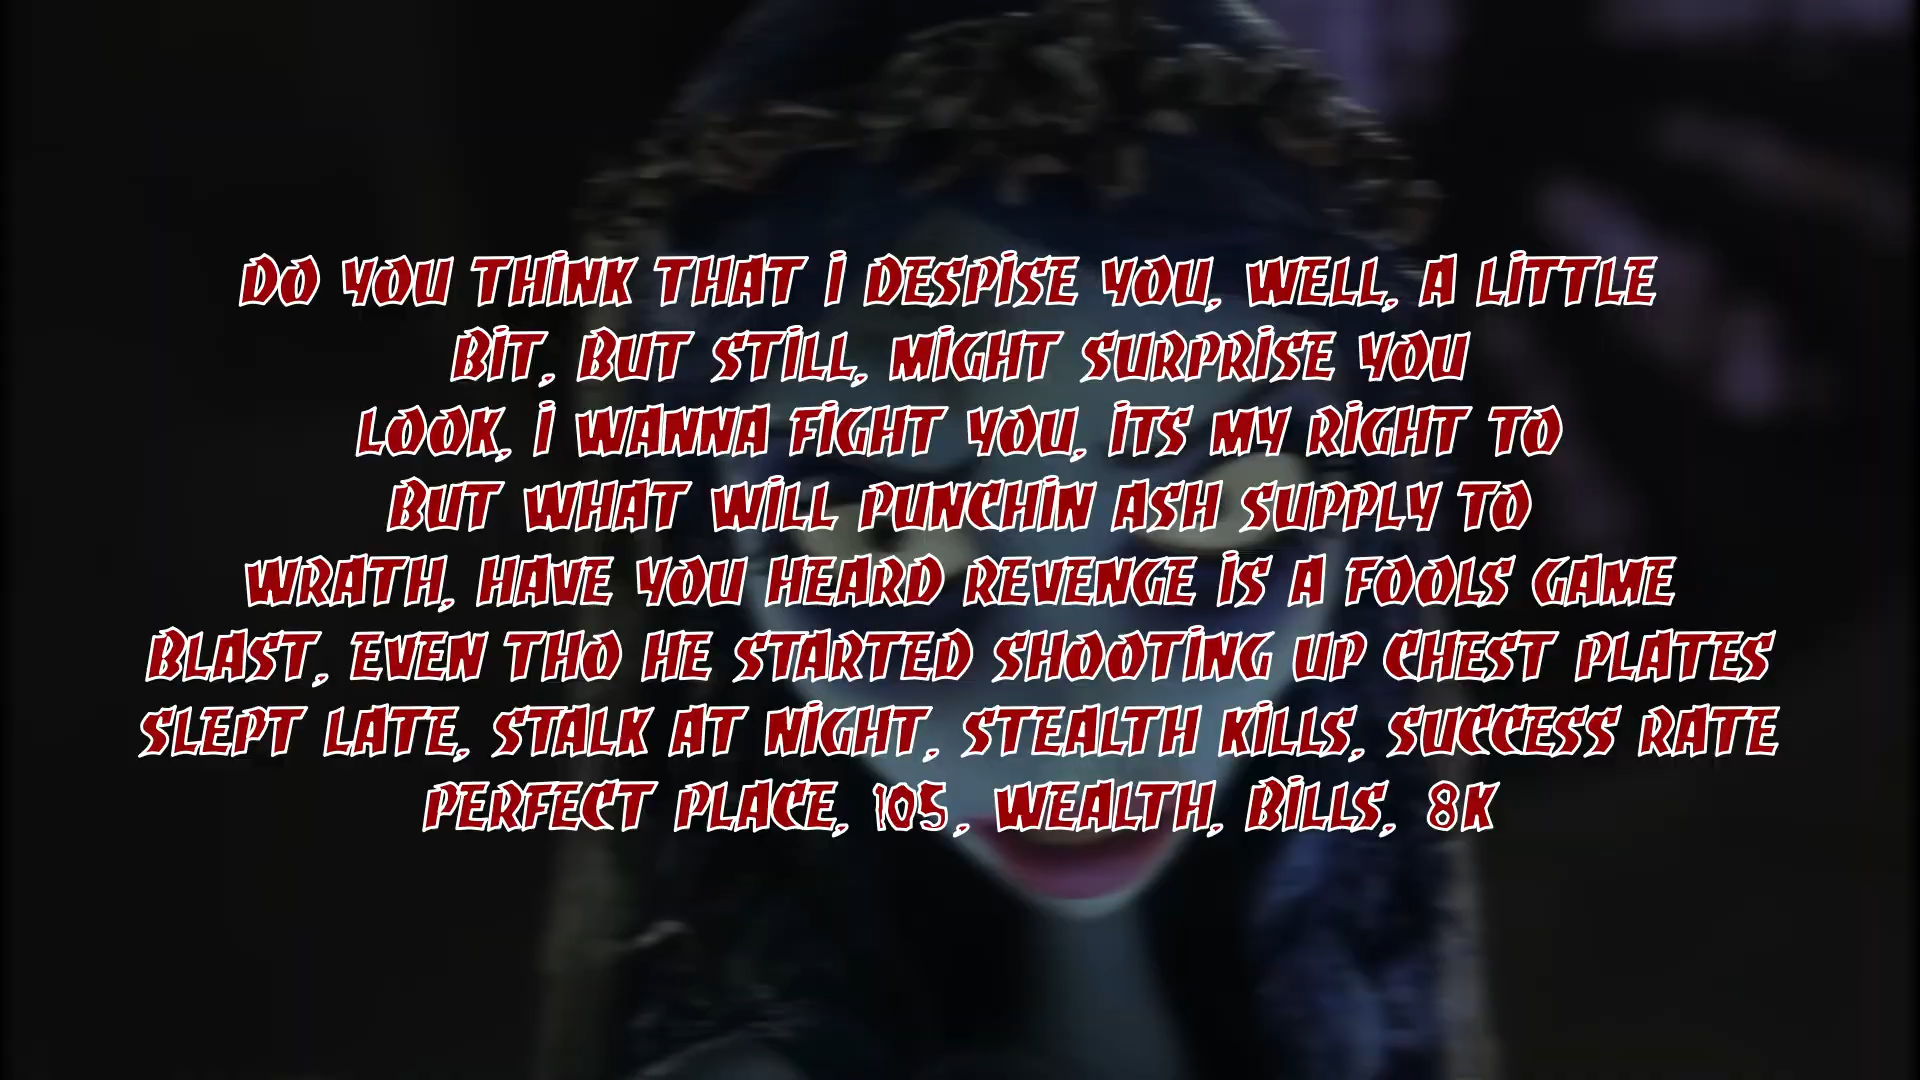 DO YOU THINK THAT I DESPISE YOU, WELL, A LITTLE
BIT, BUT STILL, MIGHT SURPRISE YOU
LOOK, I WANNA FIGHT YOU, ITS MY RIGHT TO
BUT WHAT WILL PUNCHIN ASH SUPPLY TO
WRATH, HAVE YOU HEARD REVENGE IS A FOOLS GAME
BLAST, EVEN THO HE STARTED SHOOTING UP CHEST PLATES
SLEPT LATE, STALK AT NIGHT, STEALTH KILLS, SUCCESS RATE
PERFECT PLACE, 105, WEALTH, BILLS, 8K